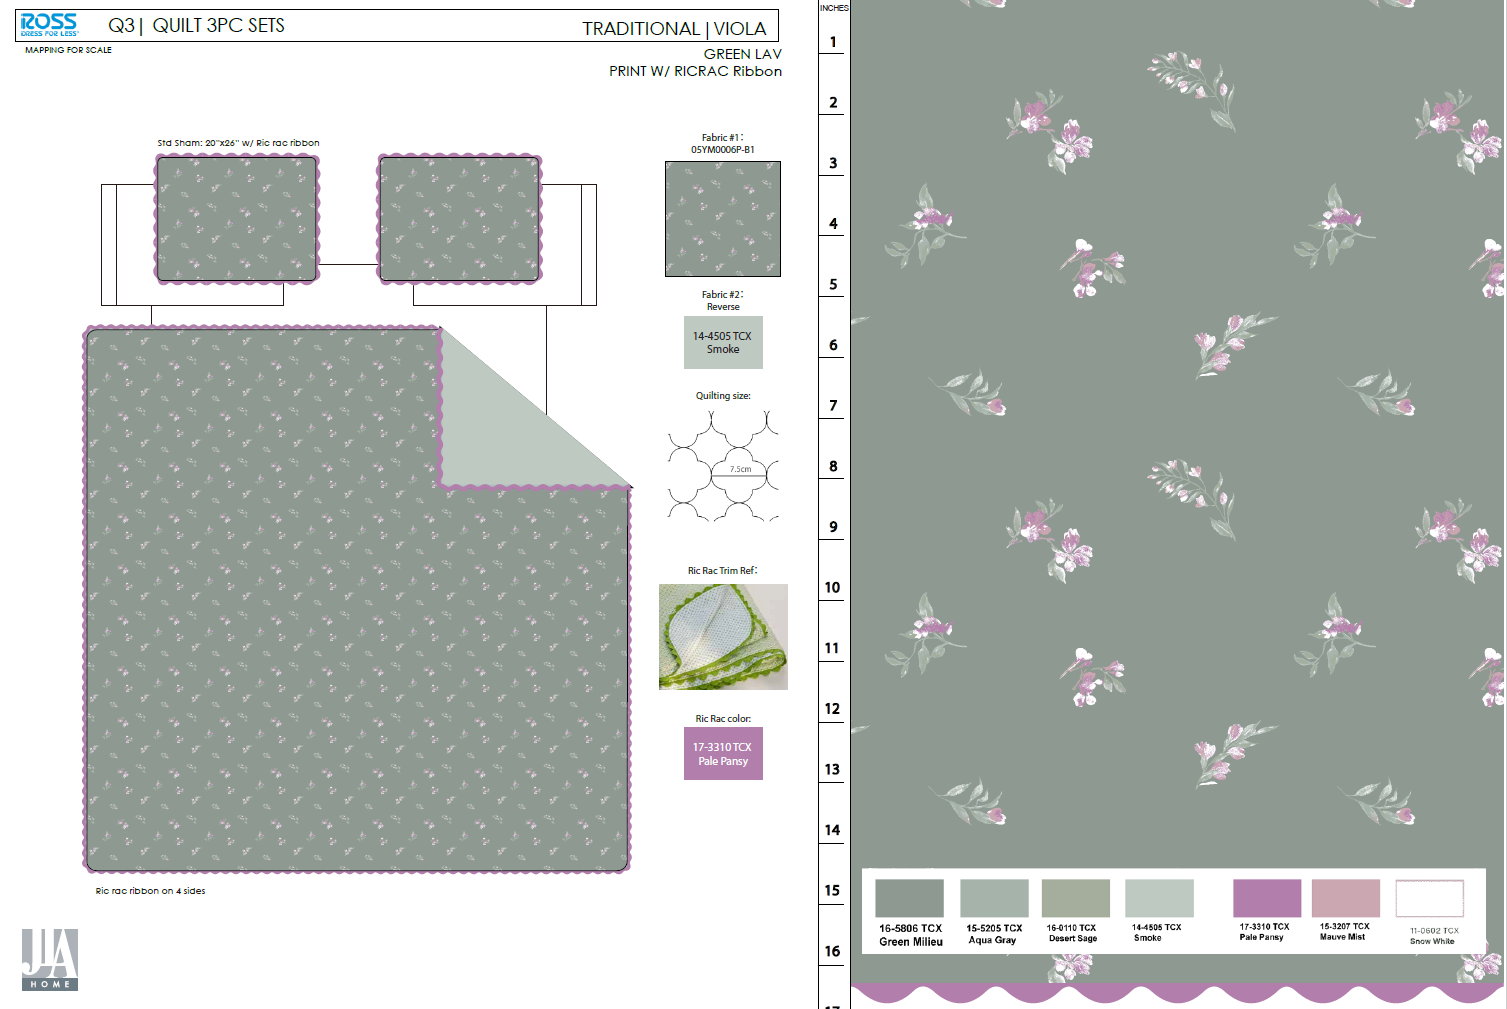 ROSS
DRESS FOR LESS
Q3| QUILT 3PC SETS
TRADITIONAL|VIOLA
MAPPING FOR SCALE
GREEN LAV
PRINT W/ RICRAC Ribbon
Std Sham: 20"x26" w/ Ric rac ribbon
Fabric #1:
05YM0006P-B1
Fabric #2:
Reverse
14-4505 TCX
Smoke
Quilting size:
7.5cm
Ric Rac Trim Ref:
Ric Rac color:
17-3310 TCX
Pale Pansy
Ric rac ribbon on 4 sides
JLA
HOME
INCHES
1
2
3
4
5
6
7
8
9
10
11
12
13
14
15
16
17
16-5806 TCX
Green Milieu
15-5205 TCX
Aqua Gray
16-0110 TCX
Desert Sage
14-4505 TCX
Smoke
17-3310 TCX
Pale Pansy
15-3207 TCX
Mauve Mist
11-0602 TCX
Snow White